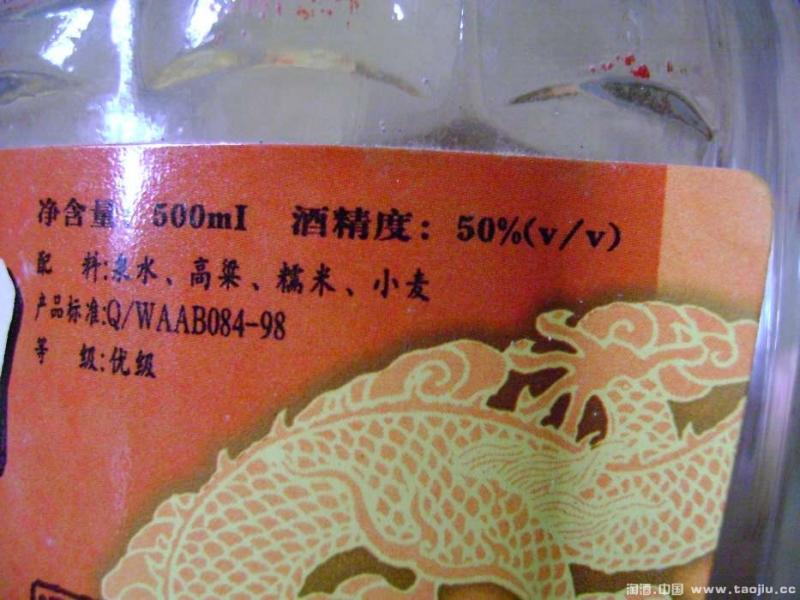 净含量：500ml 酒精度：50%(v/v)
配 料:泉水、高粱、糯米、小麦
产品标准:Q/WAAB084-98
等 级:优级
淘酒.中国 www.taojiu.cc